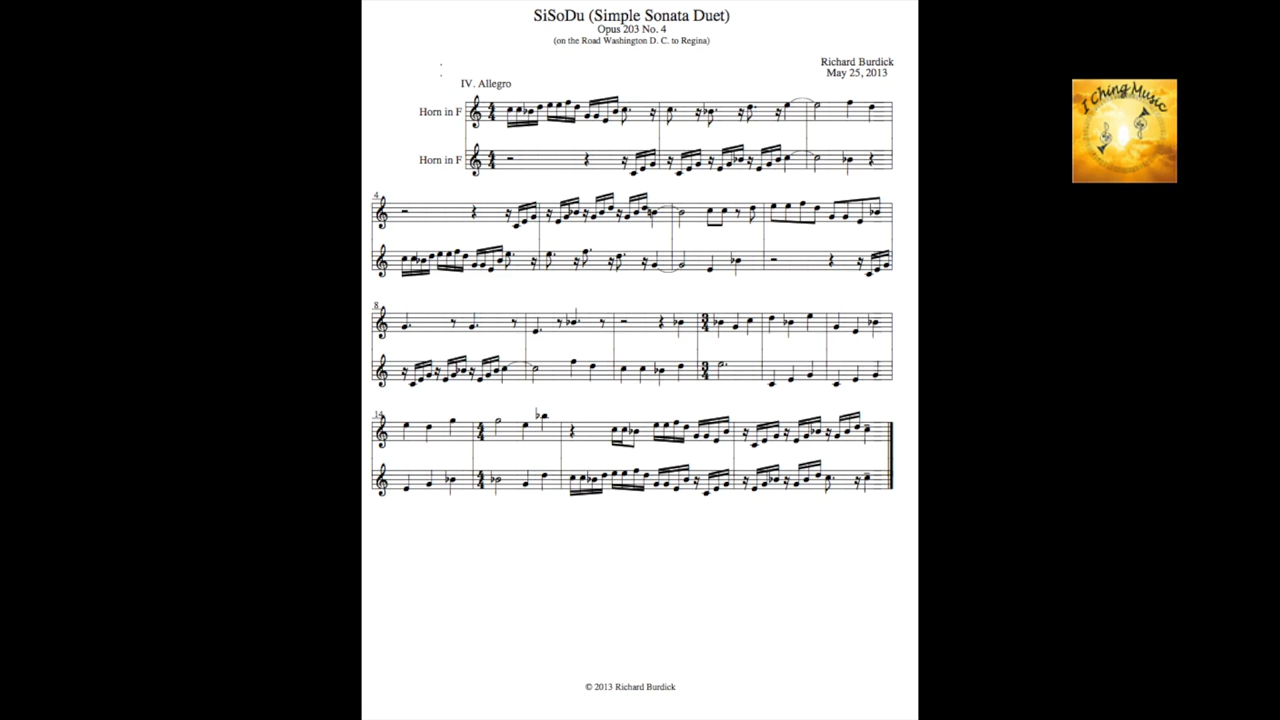 SiSoDu (Simple Sonata Duet)
Opus 203 No. 4
(on the Road Washington D. C. to Regina)
Richard Burdick
May 25, 2013
IV. Allegro
Horn in F
Horn in F
4
8
14
© 2013 Richard Burdick
I Ching Music